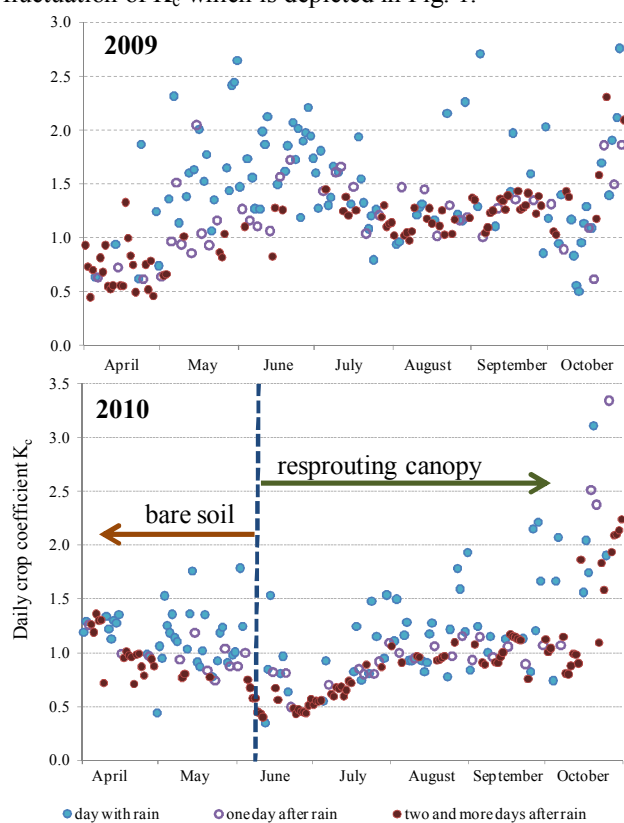 fluctuation of Kc which is depicted in Fig. 1.
3.0
2009
2.5
2.0
1.5
1.0
0.5
0.0
April May June July August September October
3.5
2010
3.0
resprouting canopy
2.5
bare soil
2.0
1.5
1.0
0.5
0.0
Daily crop coefficient Kc
April May June July August September October
day with rain one day after rain two and more days after rain